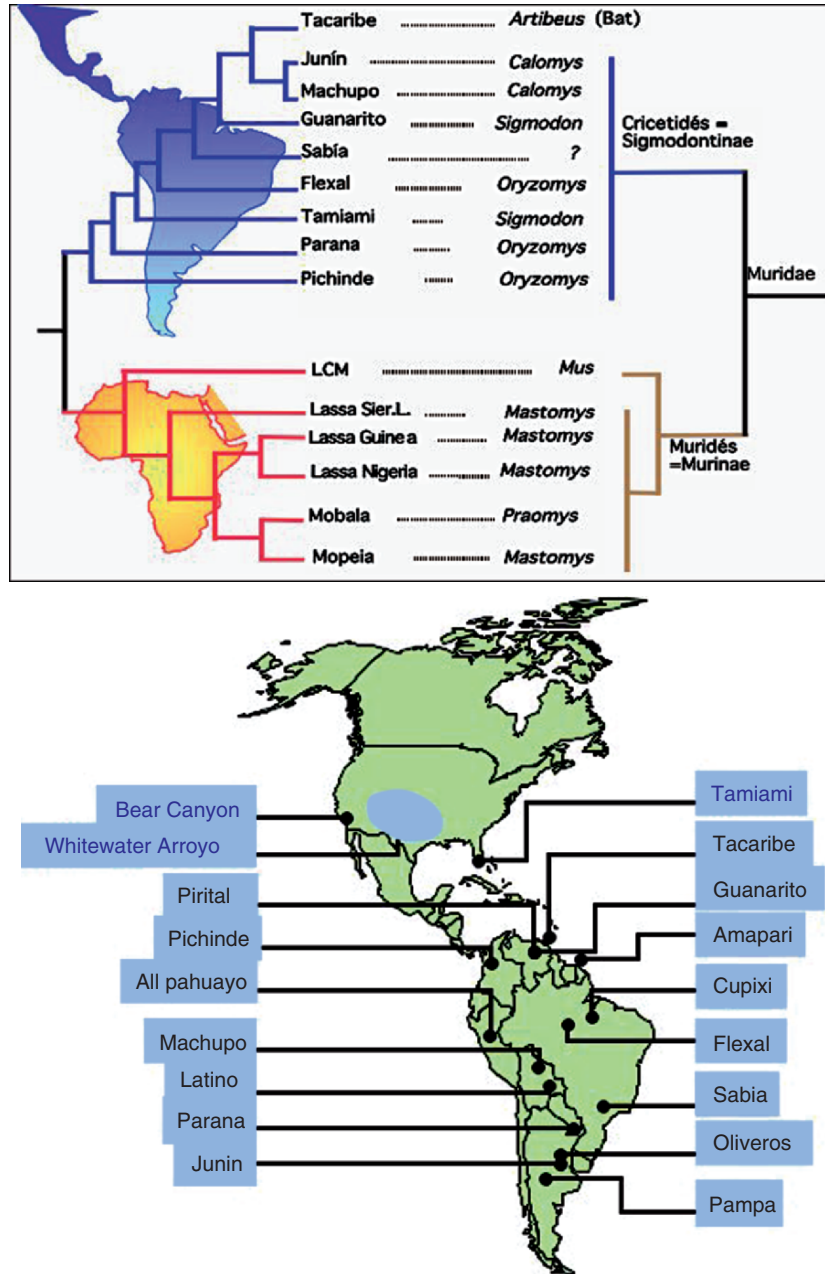 Tacaribe Artibeus (Bat)
Junín Calomys
Machupo Calomys
Guanarito Sigmodon
Cricetidés =
Sigmodontinae
Sabía ?
Flexal Oryzomys
Tamiami Sigmodon
Parana Oryzomys
Muridae
Pichinde Oryzomys
LCM Mus
Lassa Sier.L. Mastomys
Lassa Guinea Mastomys
Muridés
=Murinae
Lassa Nigeria Mastomys
Mobala Praomys
Mopeia Mastomys
Bear Canyon
Whitewater Arroyo
Pirital
Pichinde
All pahuayo
Machupo
Latino
Parana
Junin
Tamiami
Tacaribe
Guanarito
Amapari
Cupixi
Flexal
Sabia
Oliveros
Pampa